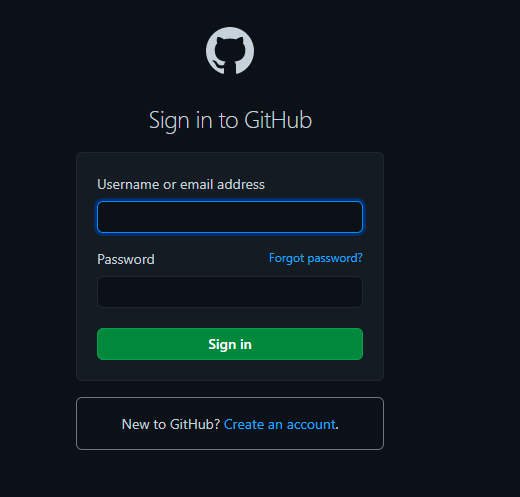 Sign in to GitHub
Username or email address
Password Forgot password?
Sign in
New to GitHub? Create an account.